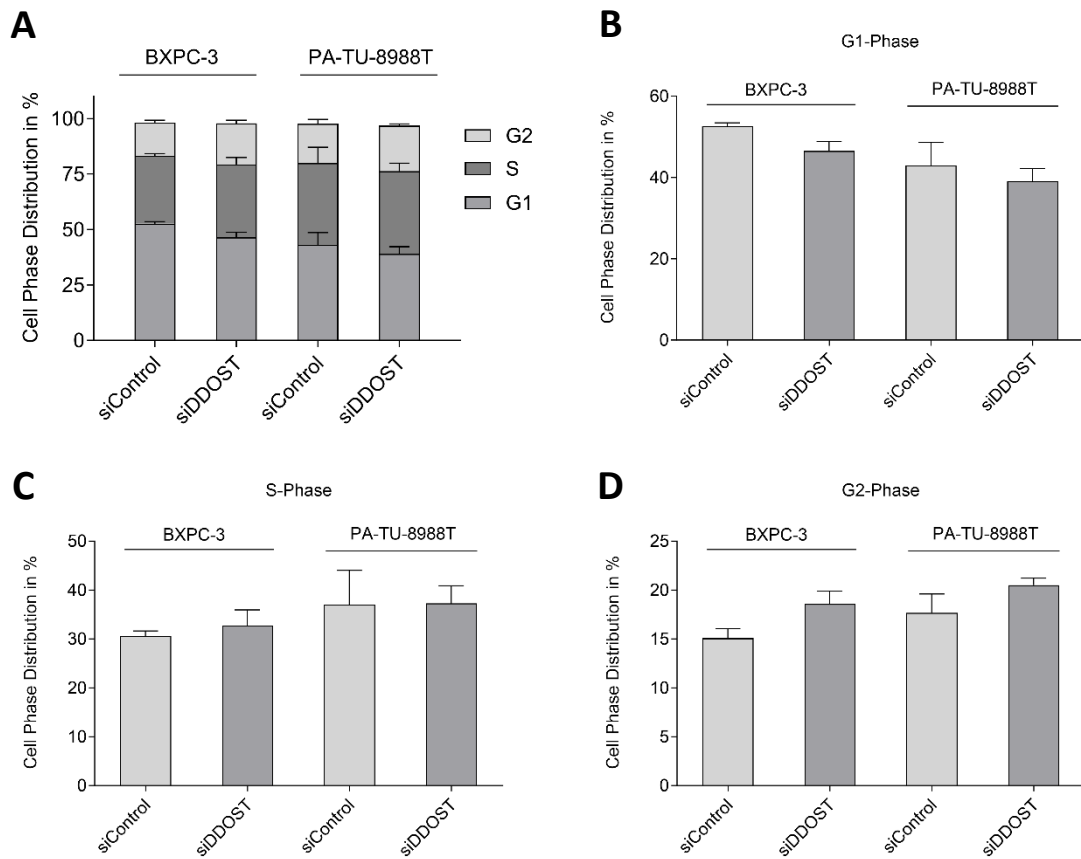 A
BXPC-3 PA-TU-8988T
Cell Phase Distribution in %
100
75
50
25
0
G2
S
G1
siControl siDDOST siControl siDDOST
B
G1-Phase
BXPC-3 PA-TU-8988T
Cell Phase Distribution in %
60
40
20
0
siControl siDDOST siControl siDDOST
C
S-Phase
BXPC-3 PA-TU-8988T
Cell Phase Distribution in %
50
40
30
20
10
0
siControl siDDOST siControl siDDOST
D
G2-Phase
BXPC-3 PA-TU-8988T
Cell Phase Distribution in %
25
20
15
10
5
0
siControl siDDOST siControl siDDOST